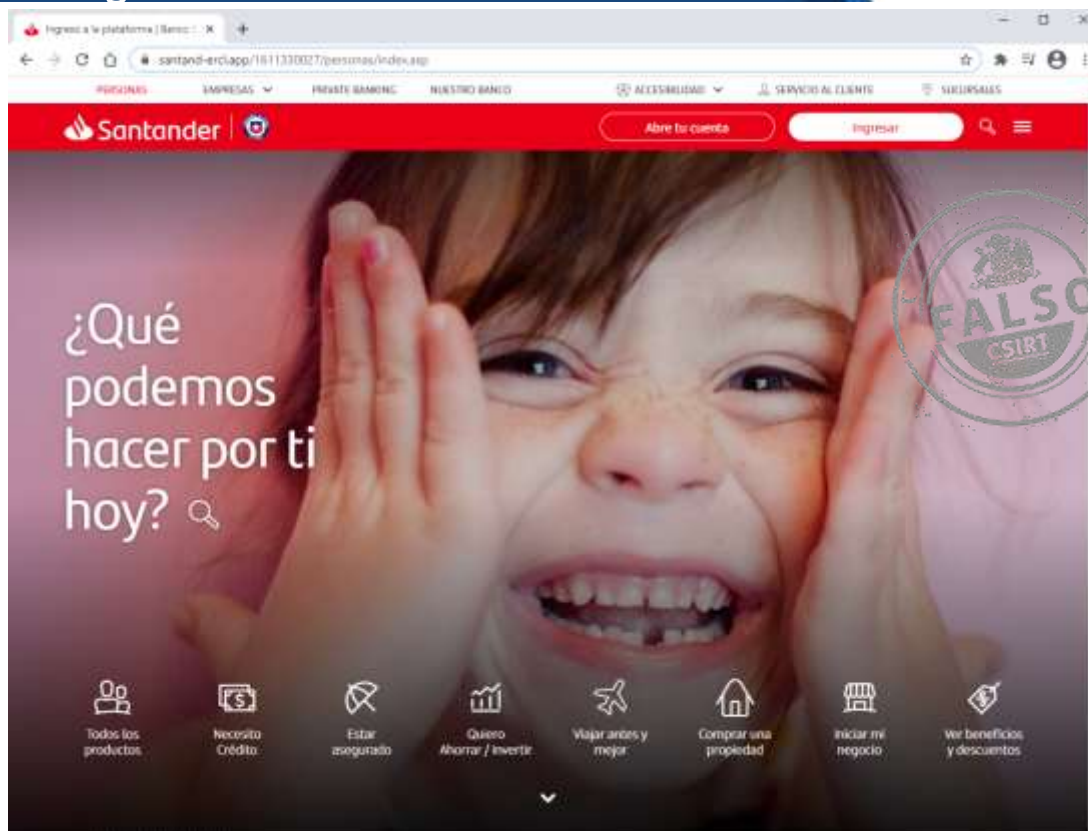 Ingreso a la plataforma | Banco
santand-ercl.app/1611330027/personas/index.asp
PERSONAS EMPRESAS PRIVATE BANKING NUESTRO BANCO ACCESIBILIDAD SERVICIO AL CLIENTE SUCURSALES
Santander Abre tu cuenta Ingresar
FALSO
CSIRT
¿Qué
podemos
hacer por ti
hoy?
Todos los
productos
Necesito
Crédito
Estar
asegurado
Quiero
Ahorrar / Invertir
Viajar antes y
mejor
Comprar una
propiedad
Iniciar mi
negocio
Ver beneficios
y descuentos